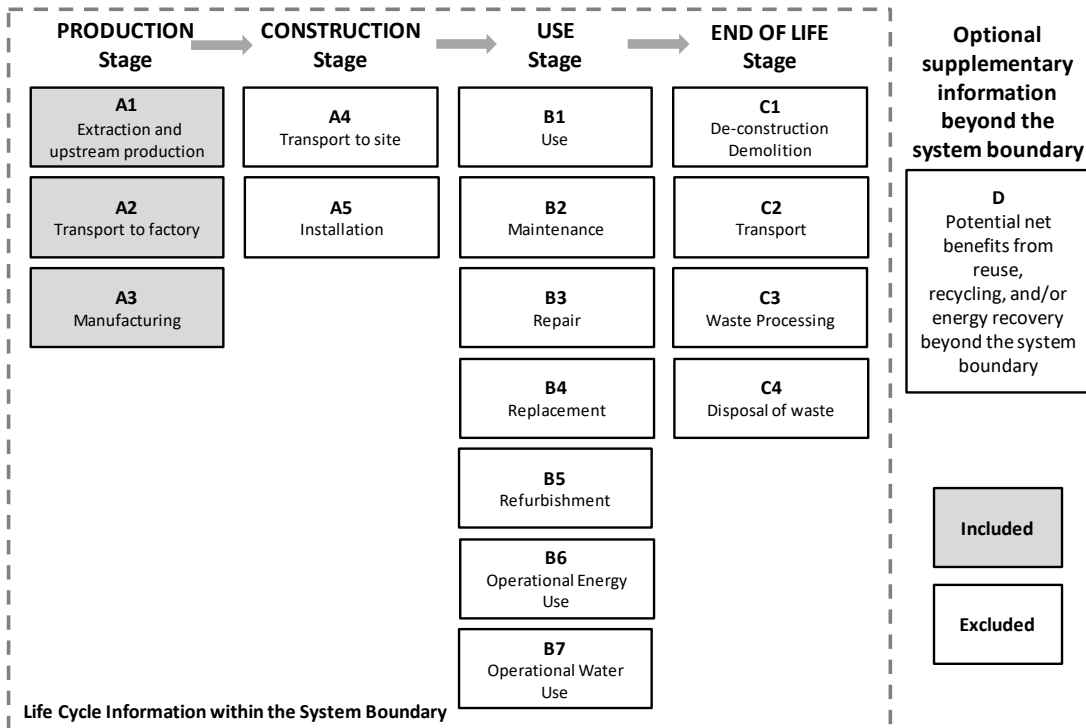 PRODUCTION
Stage
CONSTRUCTION
Stage
USE
Stage
END OF LIFE
Stage
A1
Extraction and
upstream production
A2
Transport to factory
A3
Manufacturing
A4
Transport to site
A5
Installation
B1
Use
B2
Maintenance
B3
Repair
B4
Replacement
B5
Refurbishment
B6
Operational Energy
Use
B7
Operational Water
Use
C1
De-construction
Demolition
C2
Transport
C3
Waste Processing
C4
Disposal of waste
Life Cycle Information within the System Boundary
Optional
supplementary
information
beyond the
system boundary
D
Potential net
benefits from
reuse,
recycling, and/or
energy recovery
beyond the system
boundary
Included
Excluded